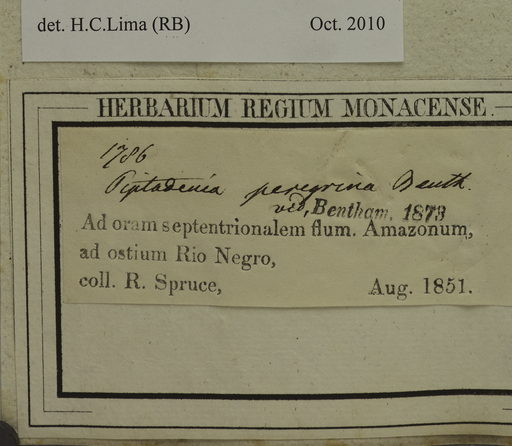 det. H.C.Lima (RB) Oct. 2010
HERBARIUM REGIUM MONACENSE.
1786
Piptadenia peregrina Benth.
vid. Bentham, 1873
Ad oram septentrionalem flum. Amazonum,
ad ostium Rio Negro,
coll. R. Spruce, Aug. 1851.